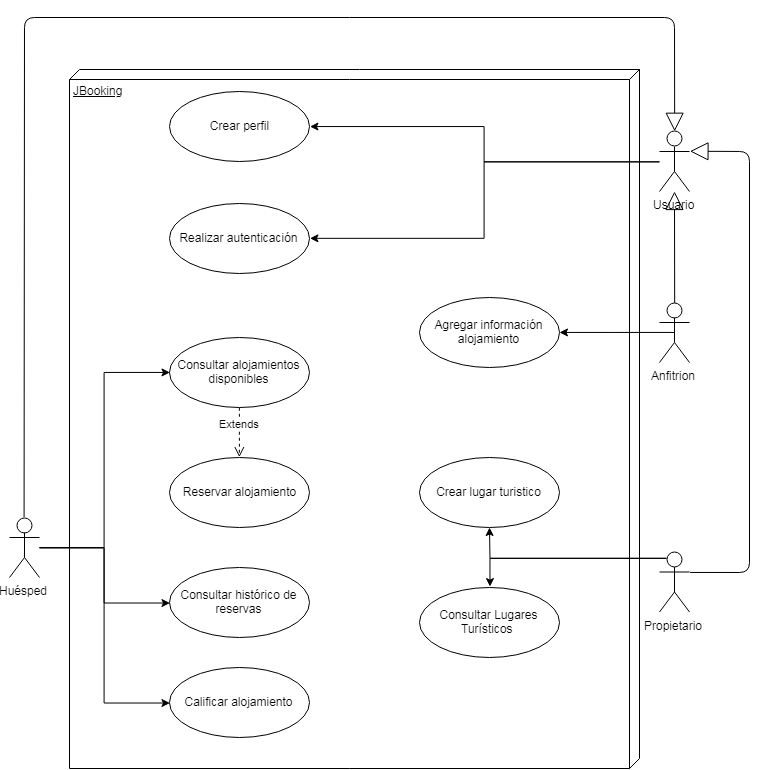 JBooking
Crear perfil
Usuario
Realizar autenticación
Agregar información
alojamiento
Consultar alojamientos
disponibles
Anfitrion
Extends
Reservar alojamiento
Crear lugar turistico
Huésped
Consultar histórico de
reservas
Consultar Lugares
Turísticos
Propietario
Calificar alojamiento